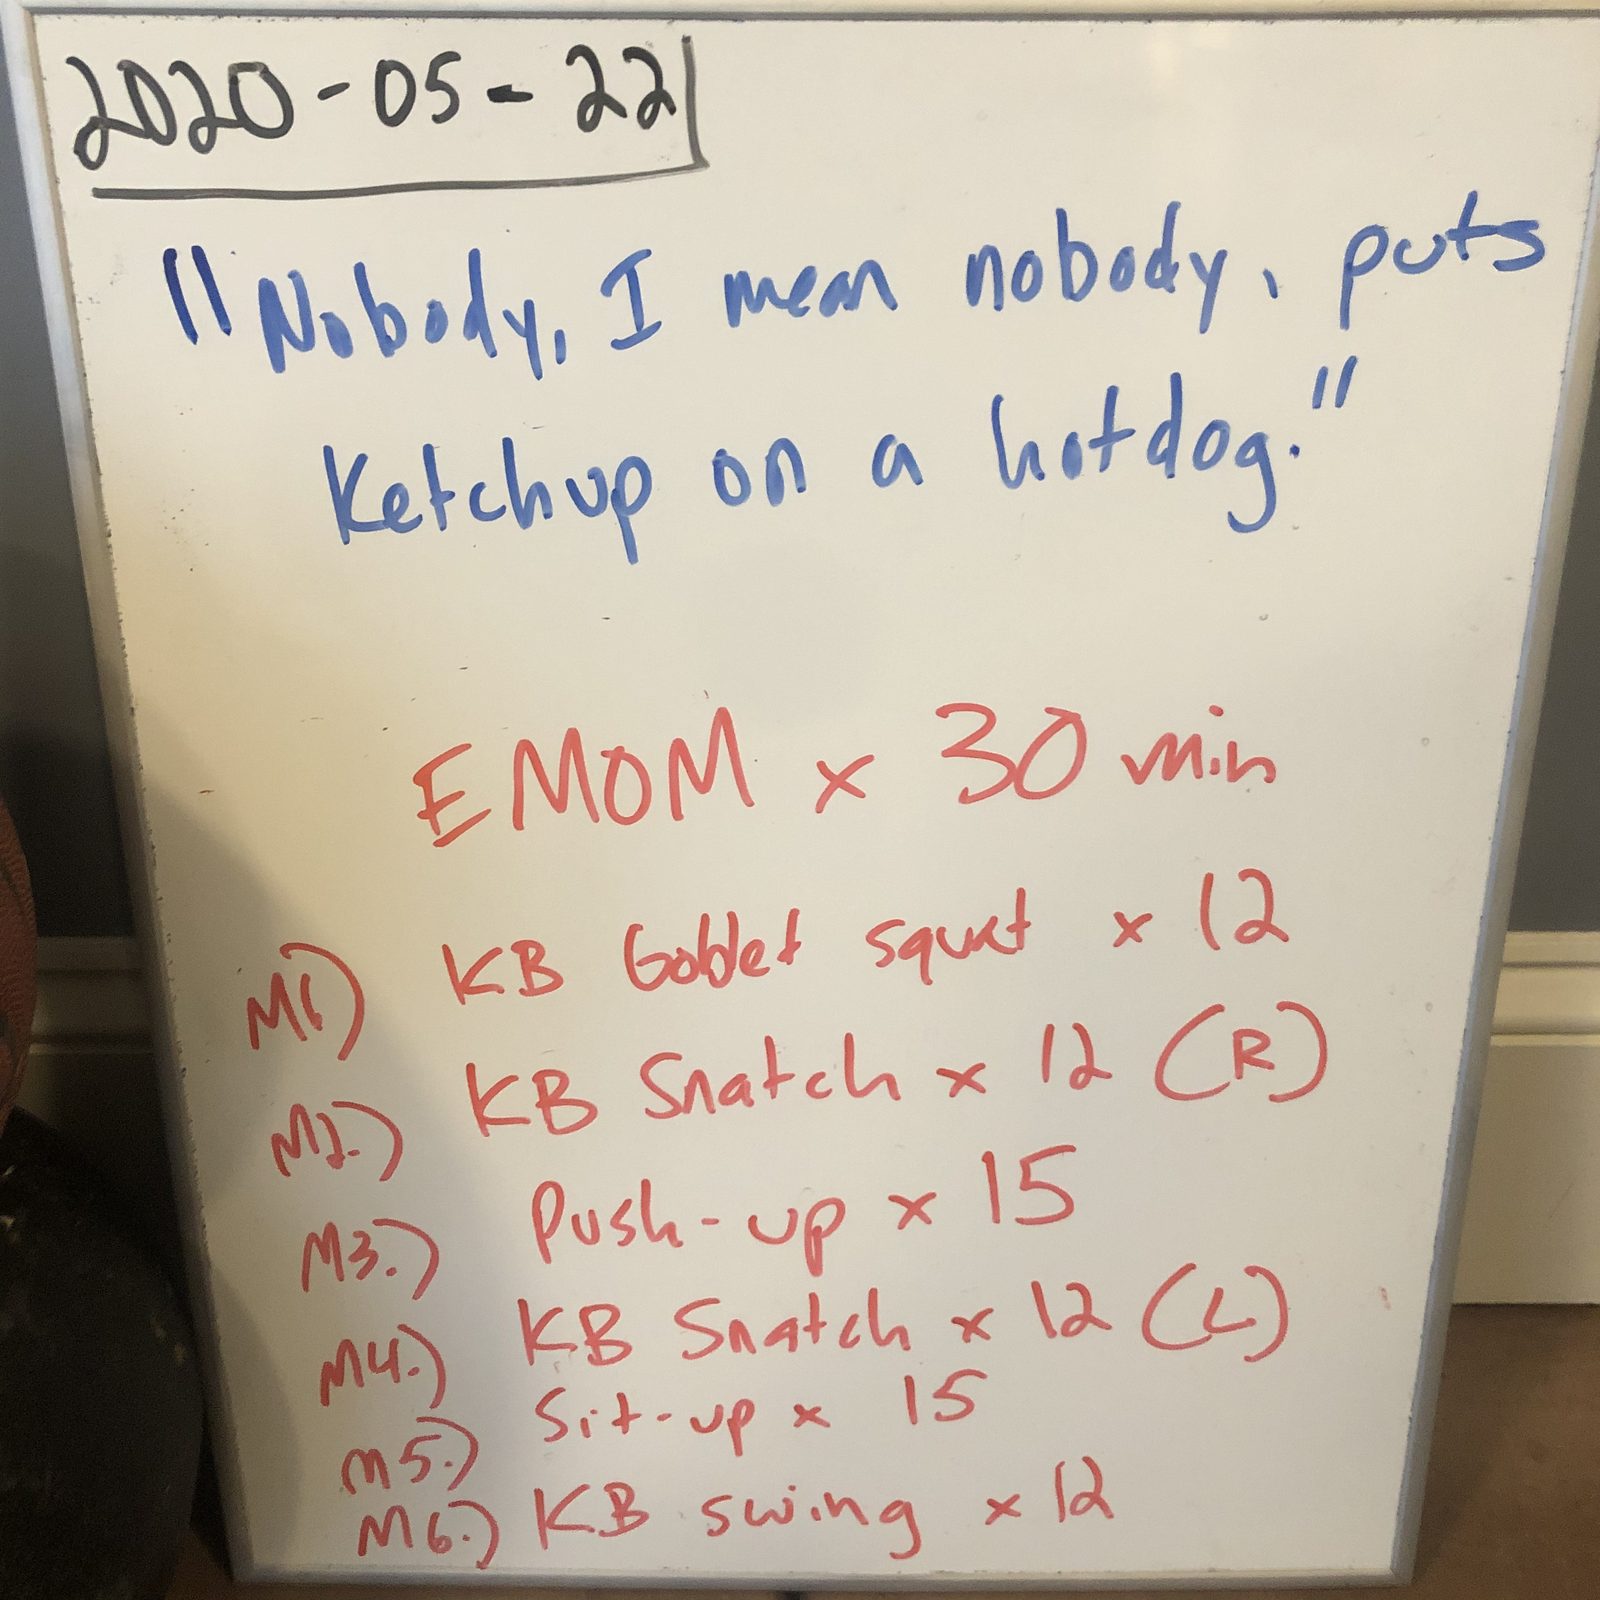 2020-05-22
"Nobody, I mean nobody, puts
Ketchup on a hotdog."
EMOM x 30 min
M1) KB Goblet squat x 12
M2.) KB Snatch x 12 (R)
M3.) Push-up x 15
M4.) KB Snatch x 12 (L)
M5.) Sit-up x 15
M6.) KB swing x 12